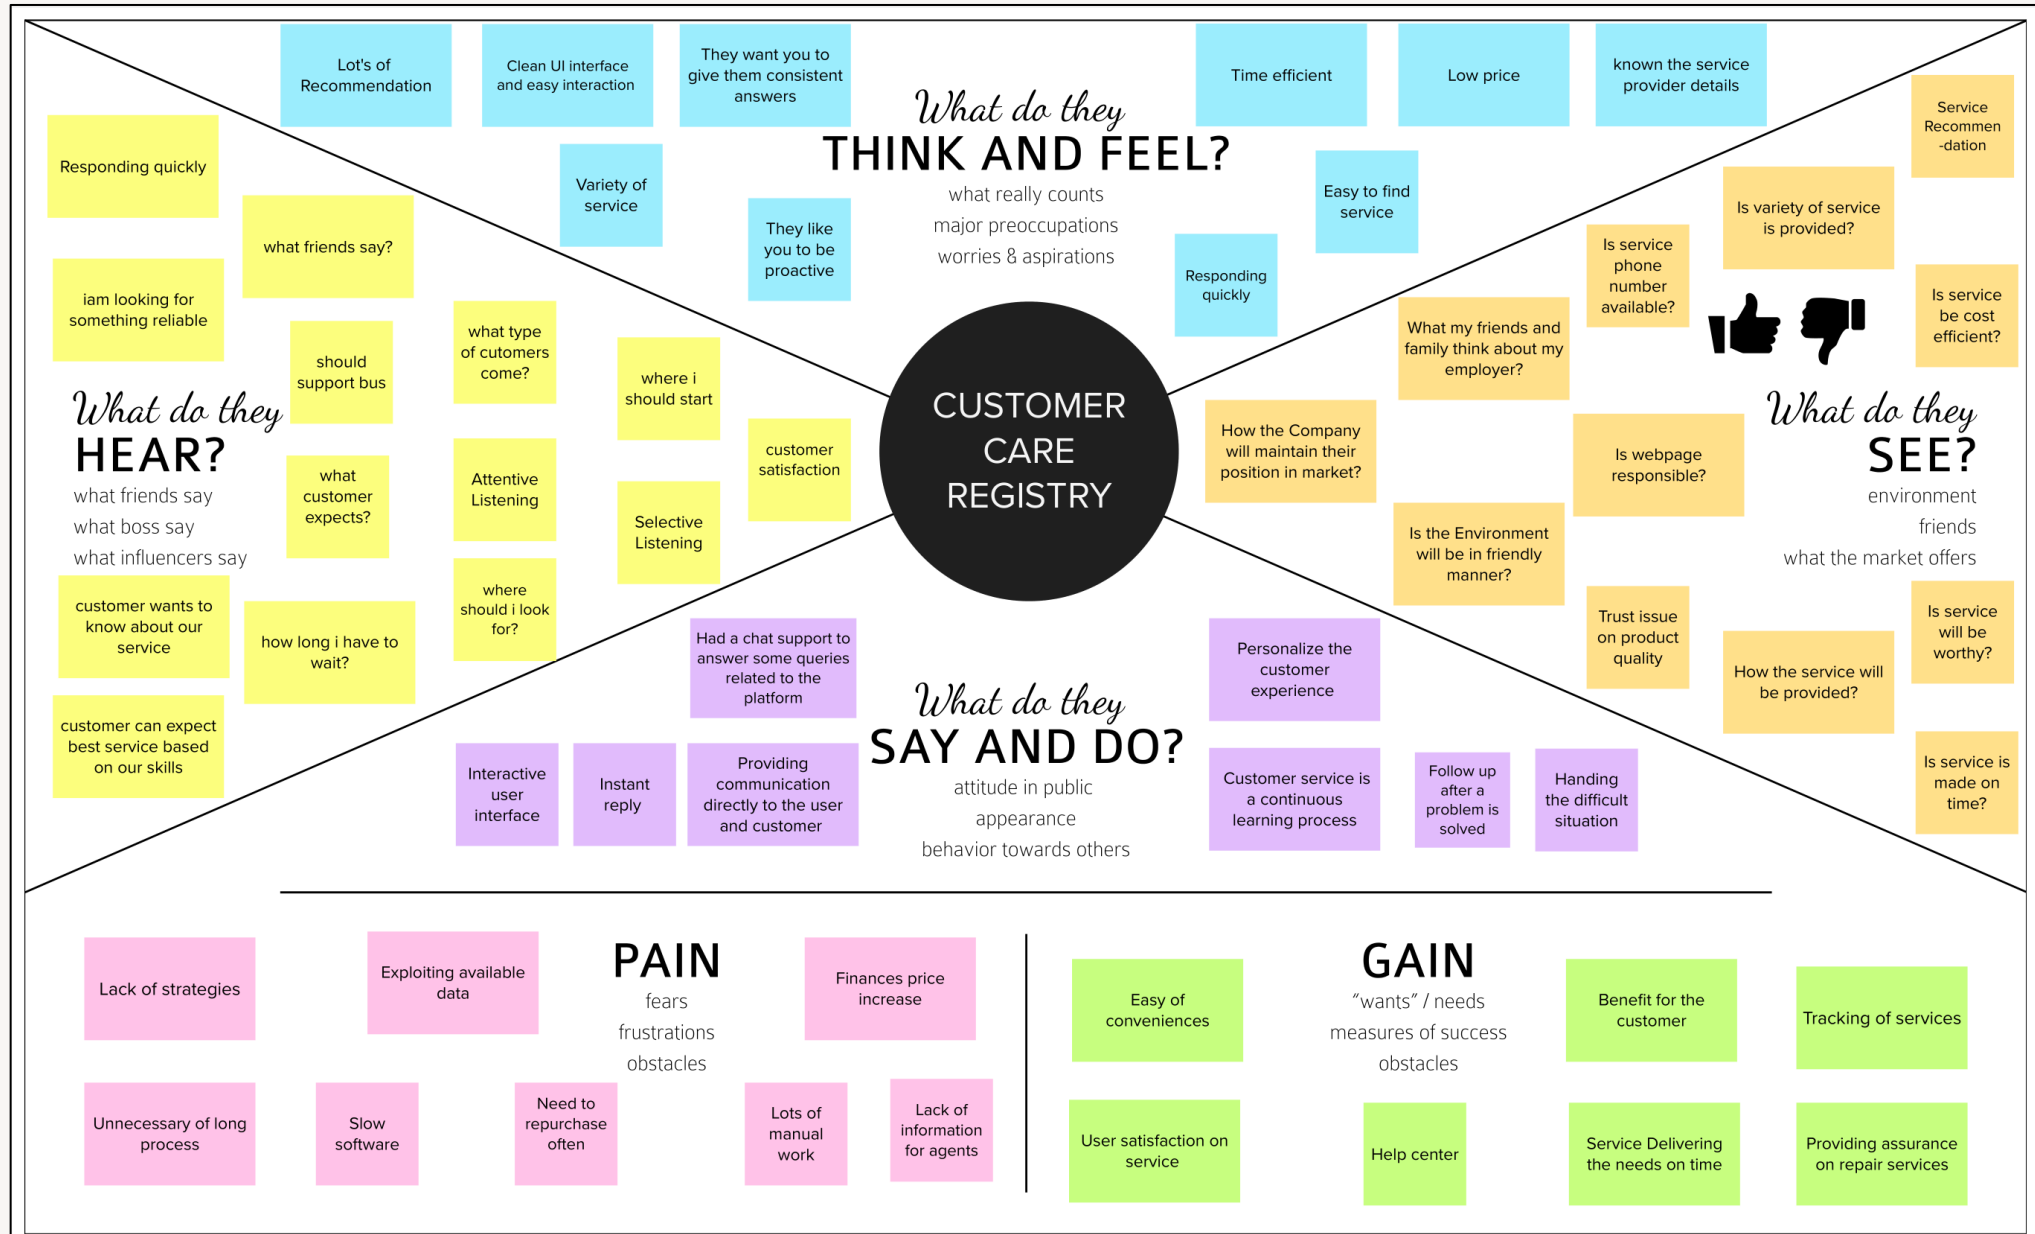 Lot's of
Recommendation
Clean UI interface
and easy interaction
They want you to
give them consistent
answers
Variety of
service
They like
you to be
proactive
What do they
THINK AND FEEL?
what really counts
major preoccupations
worries & aspirations
Time efficient
Low price
known the service
provider details
Easy to find
service
Responding
quickly
Responding quickly
what friends say?
iam looking for
something reliable
should
support bus
what type
of cutomers
come?
where i
should start
customer
satisfaction
What do they
HEAR?
what friends say
what boss say
what influencers say
what
customer
expects?
Attentive
Listening
Selective
Listening
where
should i look
for?
customer wants to
know about our
service
how long i have to
wait?
customer can expect
best service based
on our skills
CUSTOMER
CARE
REGISTRY
Service
Recommen
-dation
Is variety of service
is provided?
Is service
phone
number
available?
Is service
be cost
efficient?
What my friends and
family think about my
employer?
How the Company
will maintain their
position in market?
Is webpage
responsible?
What do they
SEE?
environment
friends
what the market offers
Is the Environment
will be in friendly
manner?
Trust issue
on product
quality
How the service will
be provided?
Is service
will be
worthy?
Is service is
made on
time?
Had a chat support to
answer some queries
related to the
platform
Interactive
user
interface
Instant
reply
Providing
communication
directly to the user
and customer
What do they
SAY AND DO?
attitude in public
appearance
behavior towards others
Personalize the
customer
experience
Customer service is
a continuous
learning process
Follow up
after a
problem is
solved
Handing
the difficult
situation
PAIN
fears
frustrations
obstacles
Lack of strategies
Exploiting available
data
Finances price
increase
Unnecessary of long
process
Slow
software
Need to
repurchase
often
Lots of
manual
work
Lack of
information
for agents
GAIN
"wants" / needs
measures of success
obstacles
Easy of
conveniences
Benefit for the
customer
Tracking of services
User satisfaction on
service
Help center
Service Delivering
the needs on time
Providing assurance
on repair services